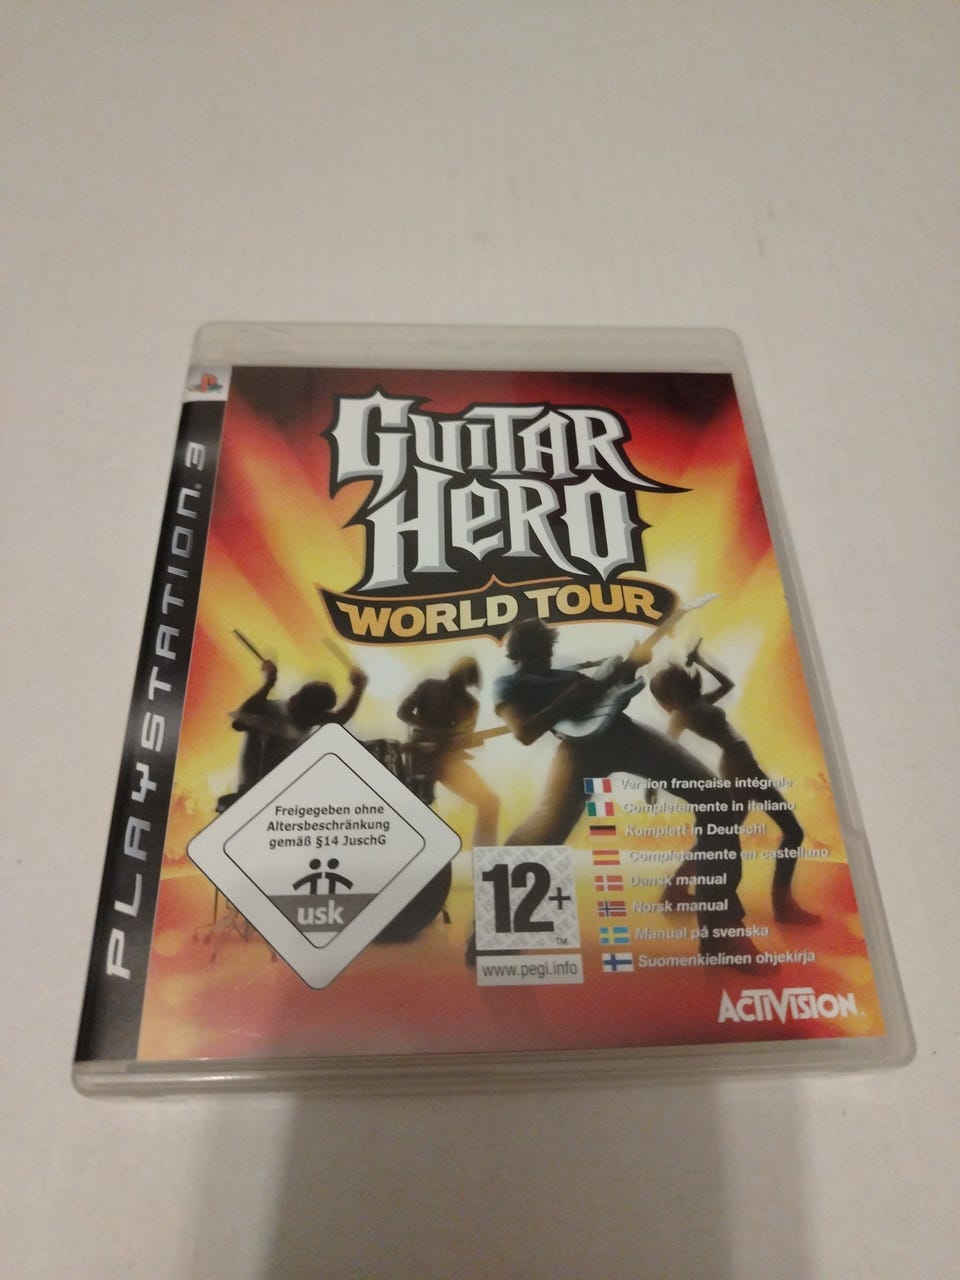 PLAYSTATION 3
GUITAR
HERO
WORLD TOUR
Freigegeben ohne
Altersbeschränkung
gemäß §14 JuschG
usk
12+
TM
www.pegi.info
Version française intégrale
Completamente in italiano
Komplett in Deutsch!
Completamente en castellano
Dansk manual
Norsk manual
Manual på svenska
Suomenkielinen ohjekirja
ACTIVISION